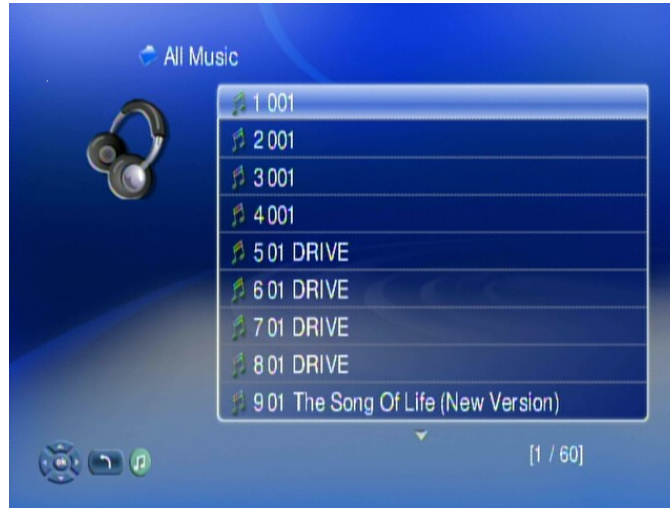 All Music
1 001
2 001
3 001
4 001
5 01 DRIVE
6 01 DRIVE
7 01 DRIVE
8 01 DRIVE
9 01 The Song Of Life (New Version)
[1 / 60]
ok